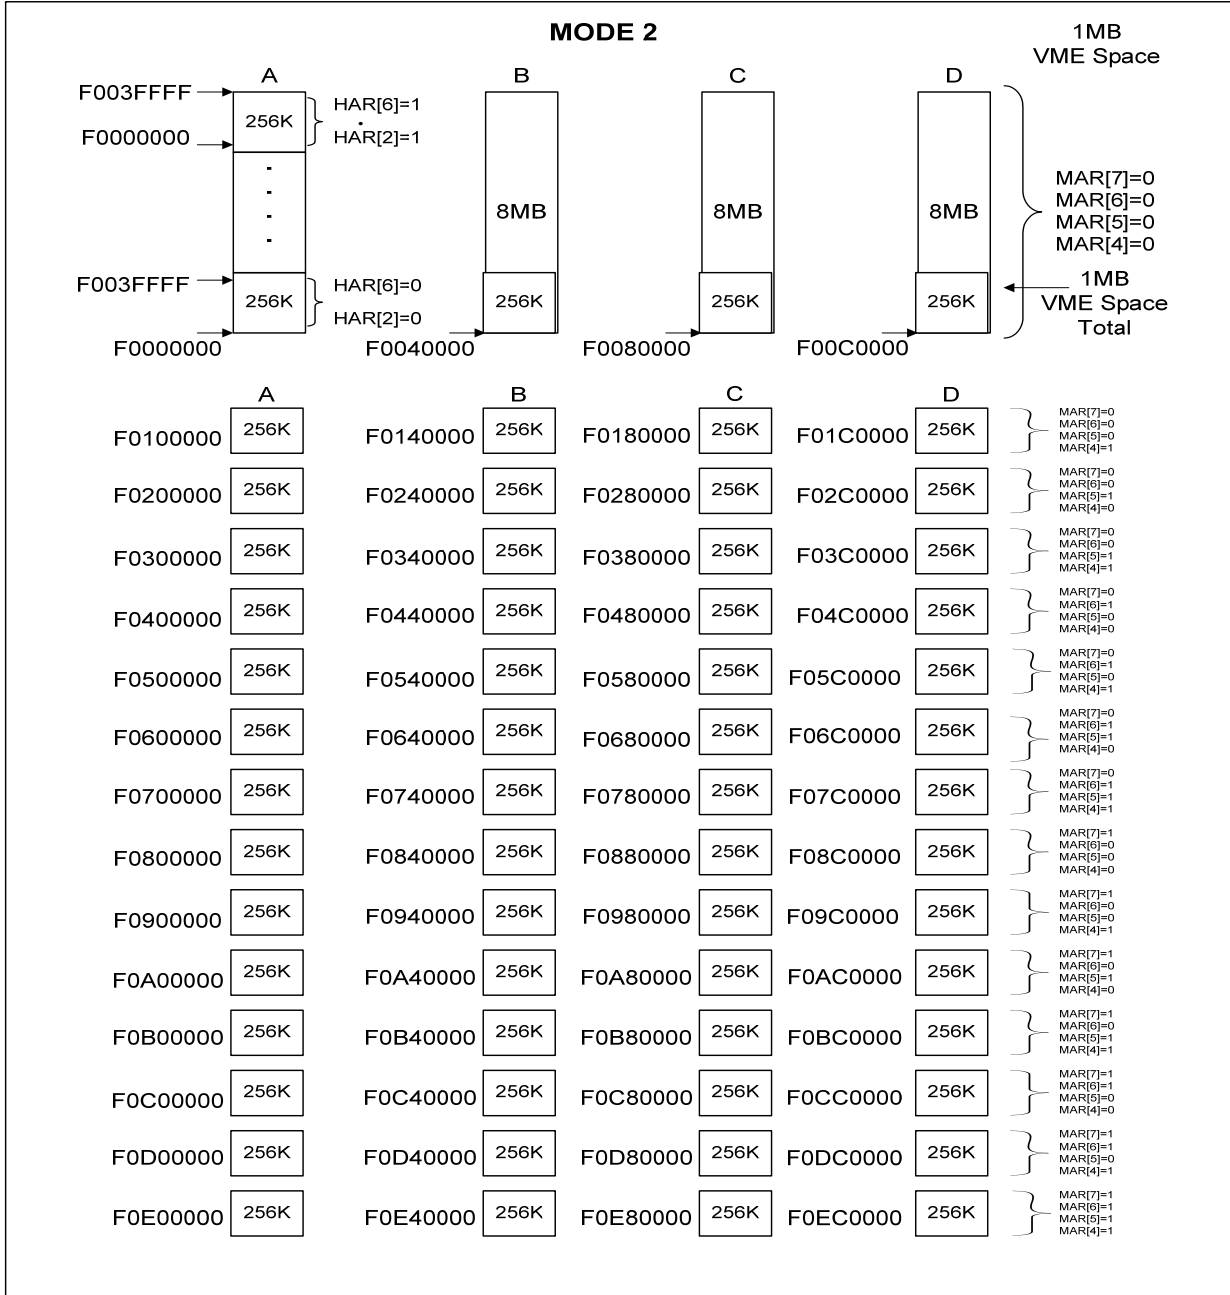 MODE 2
1MB
VME Space
A
B
C
D
F003FFFF
256K
HAR[6]=1
.
HAR[2]=1
F0000000
-
-
-
-
8MB
8MB
8MB
MAR[7]=0
MAR[6]=0
MAR[5]=0
MAR[4]=0
F003FFFF
256K
HAR[6]=0
HAR[2]=0
256K
256K
256K
1MB
VME Space
Total
F0000000
F0040000
F0080000
F00C0000
A
B
C
D
F0100000 256K F0140000 256K F0180000 256K F01C0000 256K
MAR[7]=0
MAR[6]=0
MAR[5]=0
MAR[4]=1
F0200000 256K F0240000 256K F0280000 256K F02C0000 256K
MAR[7]=0
MAR[6]=0
MAR[5]=1
MAR[4]=0
F0300000 256K F0340000 256K F0380000 256K F03C0000 256K
MAR[7]=0
MAR[6]=0
MAR[5]=1
MAR[4]=1
F0400000 256K F0440000 256K F0480000 256K F04C0000 256K
MAR[7]=0
MAR[6]=1
MAR[5]=0
MAR[4]=0
F0500000 256K F0540000 256K F0580000 256K F05C0000 256K
MAR[7]=0
MAR[6]=1
MAR[5]=0
MAR[4]=1
F0600000 256K F0640000 256K F0680000 256K F06C0000 256K
MAR[7]=0
MAR[6]=1
MAR[5]=1
MAR[4]=0
F0700000 256K F0740000 256K F0780000 256K F07C0000 256K
MAR[7]=0
MAR[6]=1
MAR[5]=1
MAR[4]=1
F0800000 256K F0840000 256K F0880000 256K F08C0000 256K
MAR[7]=1
MAR[6]=0
MAR[5]=0
MAR[4]=0
F0900000 256K F0940000 256K F0980000 256K F09C0000 256K
MAR[7]=1
MAR[6]=0
MAR[5]=0
MAR[4]=1
F0A00000 256K F0A40000 256K F0A80000 256K F0AC0000 256K
MAR[7]=1
MAR[6]=0
MAR[5]=1
MAR[4]=0
F0B00000 256K F0B40000 256K F0B80000 256K F0BC0000 256K
MAR[7]=1
MAR[6]=0
MAR[5]=1
MAR[4]=1
F0C00000 256K F0C40000 256K F0C80000 256K F0CC0000 256K
MAR[7]=1
MAR[6]=1
MAR[5]=0
MAR[4]=0
F0D00000 256K F0D40000 256K F0D80000 256K F0DC0000 256K
MAR[7]=1
MAR[6]=1
MAR[5]=0
MAR[4]=1
F0E00000 256K F0E40000 256K F0E80000 256K F0EC0000 256K
MAR[7]=1
MAR[6]=1
MAR[5]=1
MAR[4]=1